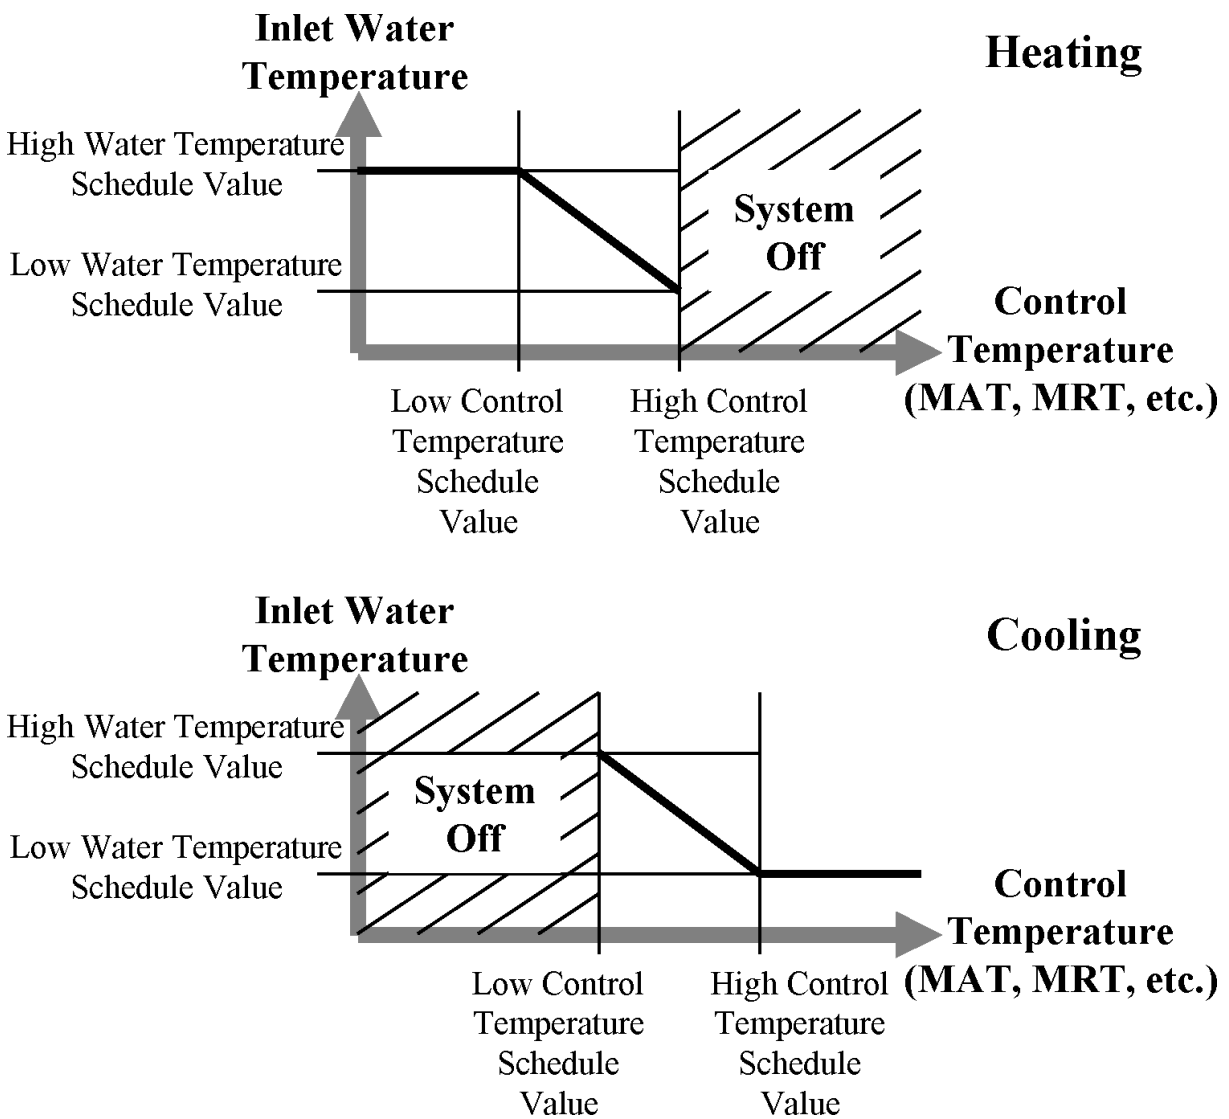 Inlet Water
Temperature
Heating
High Water Temperature
Schedule Value
System
Off
Low Water Temperature
Schedule Value
Control
Temperature
(MAT, MRT, etc.)
Low Control
Temperature
Schedule
Value
High Control
Temperature
Schedule
Value
Inlet Water
Temperature
Cooling
High Water Temperature
Schedule Value
System
Off
Low Water Temperature
Schedule Value
Control
Temperature
(MAT, MRT, etc.)
Low Control
Temperature
Schedule
Value
High Control
Temperature
Schedule
Value